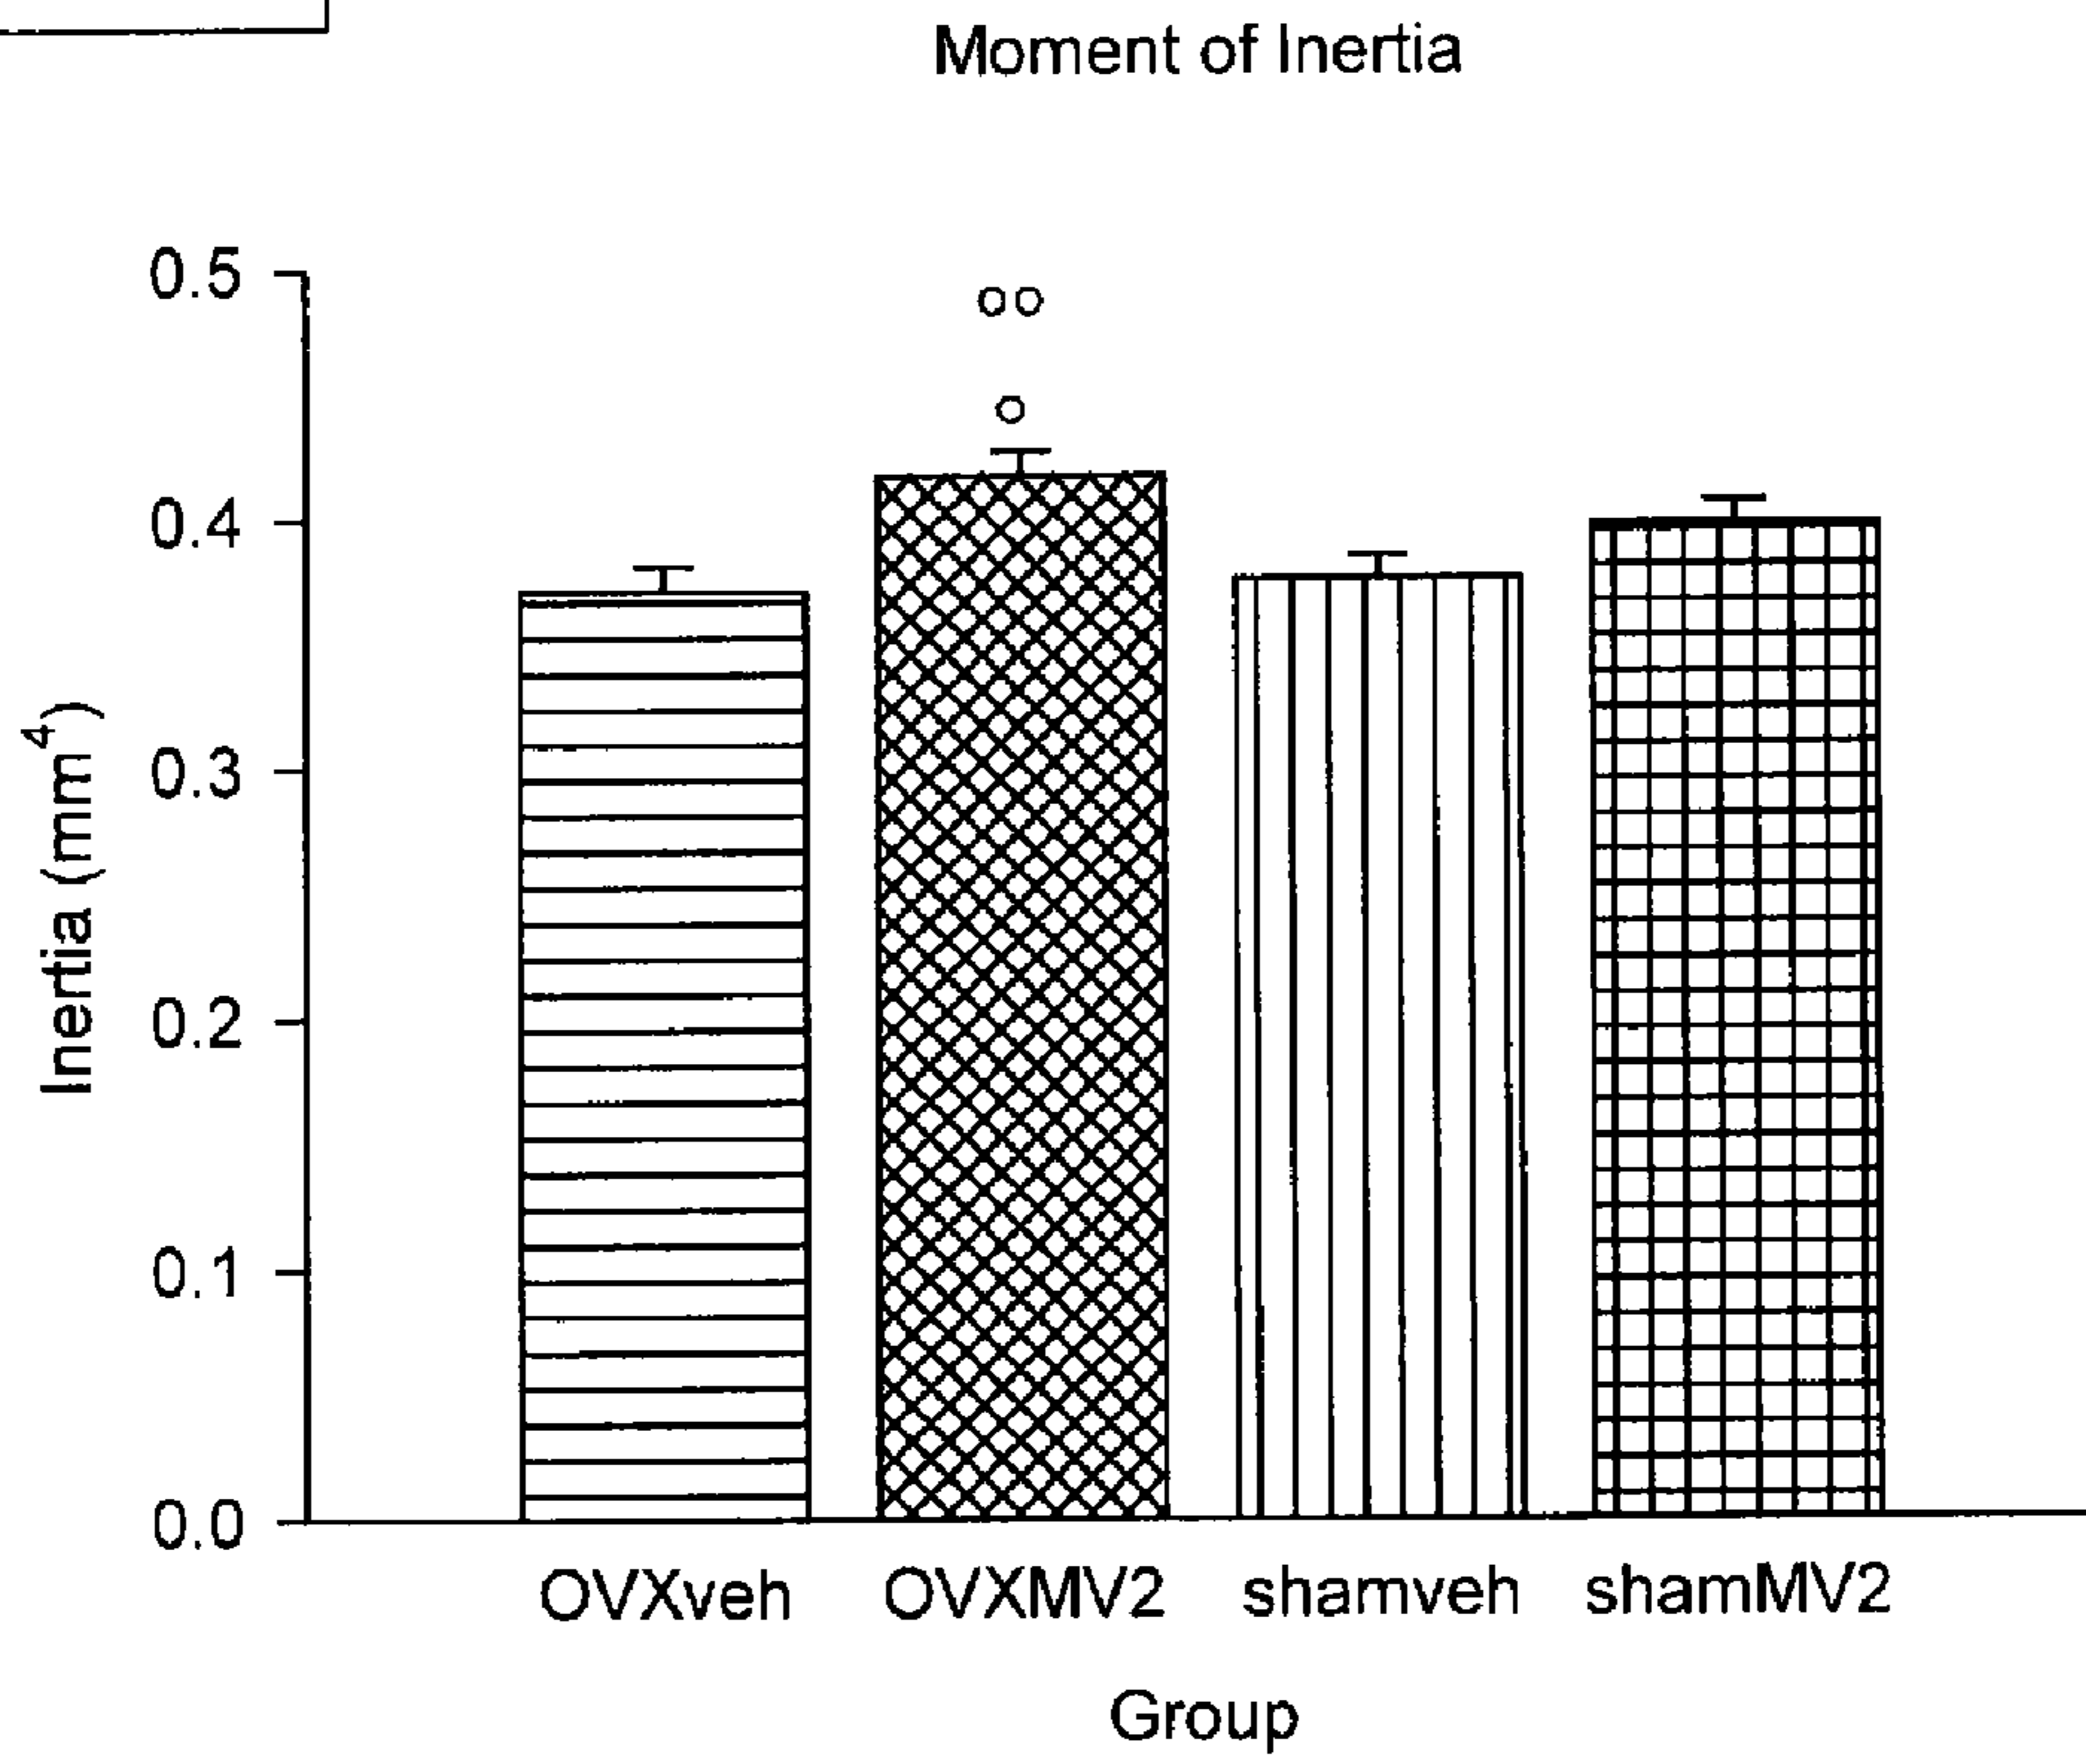 Moment of Inertia
0.5
0.4
0.3
0.2
0.1
0.0
Inertia (mm⁴)
OVXveh OVXMV2 shamveh shamMV2
Group